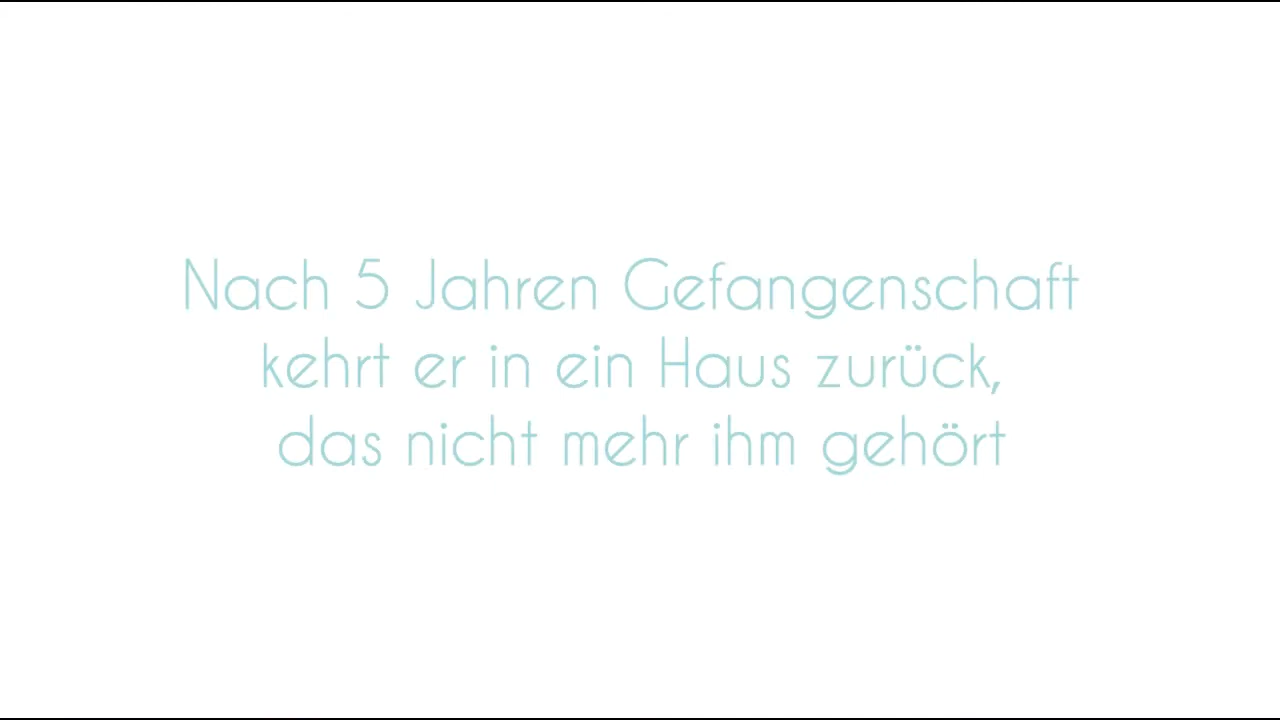 Nach 5 Jahren Gefangenschaft
kehrt er in ein Haus zurück,
das nicht mehr ihm gehört